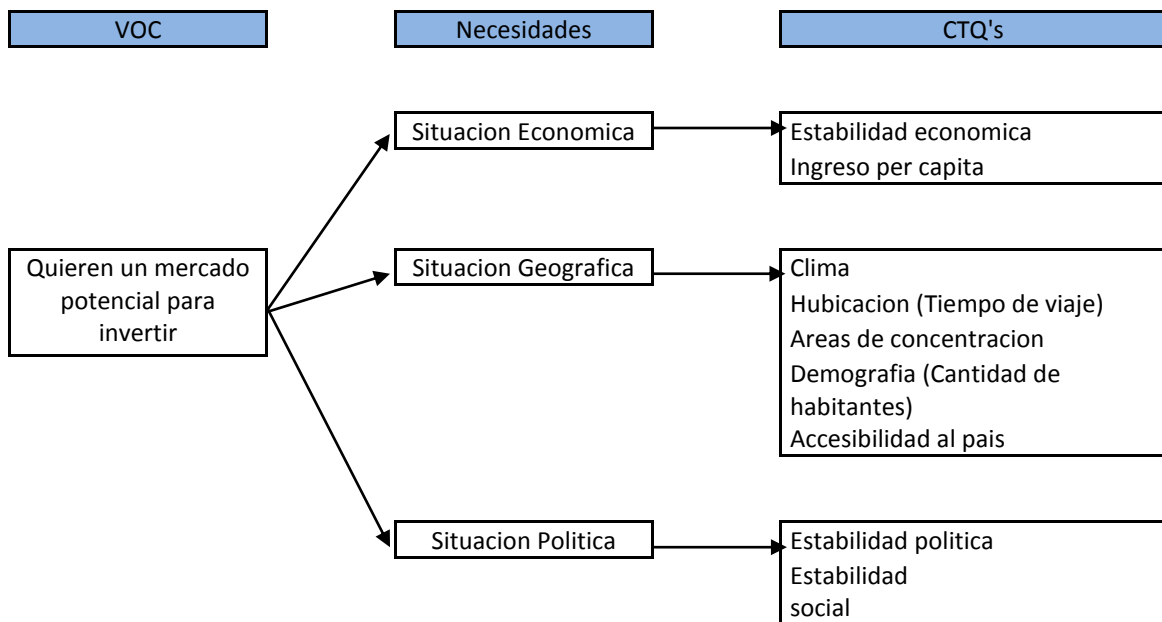 VOC
Necesidades
CTQ's
Situacion Economica
Estabilidad economica
Ingreso per capita
Quieren un mercado
potencial para
invertir
Situacion Geografica
Clima
Hubicacion (Tiempo de viaje)
Areas de concentracion
Demografia (Cantidad de
habitantes)
Accesibilidad al pais
Situacion Politica
Estabilidad politica
Estabilidad
social